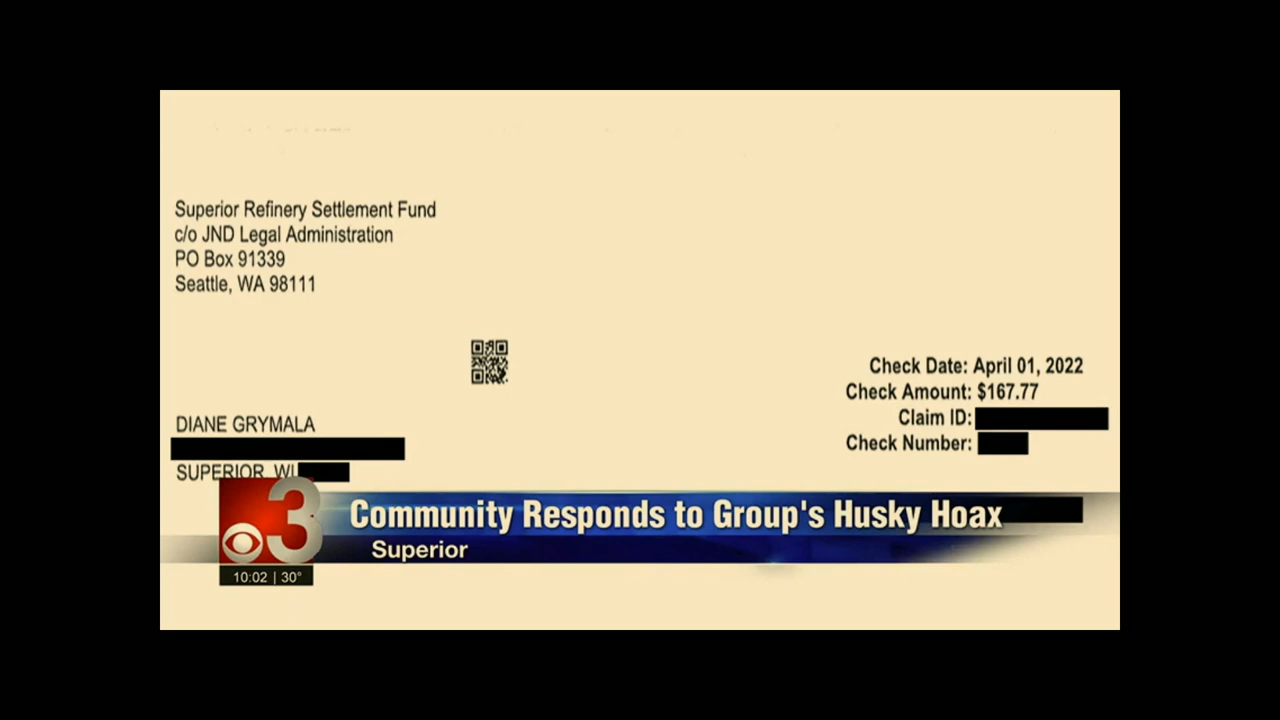 Superior Refinery Settlement Fund
c/o JND Legal Administration
PO Box 91339
Seattle, WA 98111
Check Date: April 01, 2022
Check Amount: $167.77
Claim ID:
Check Number:
DIANE GRYMALA
SUPERIOR WI
3
Community Responds to Group's Husky Hoax
Superior
10:02 | 30°